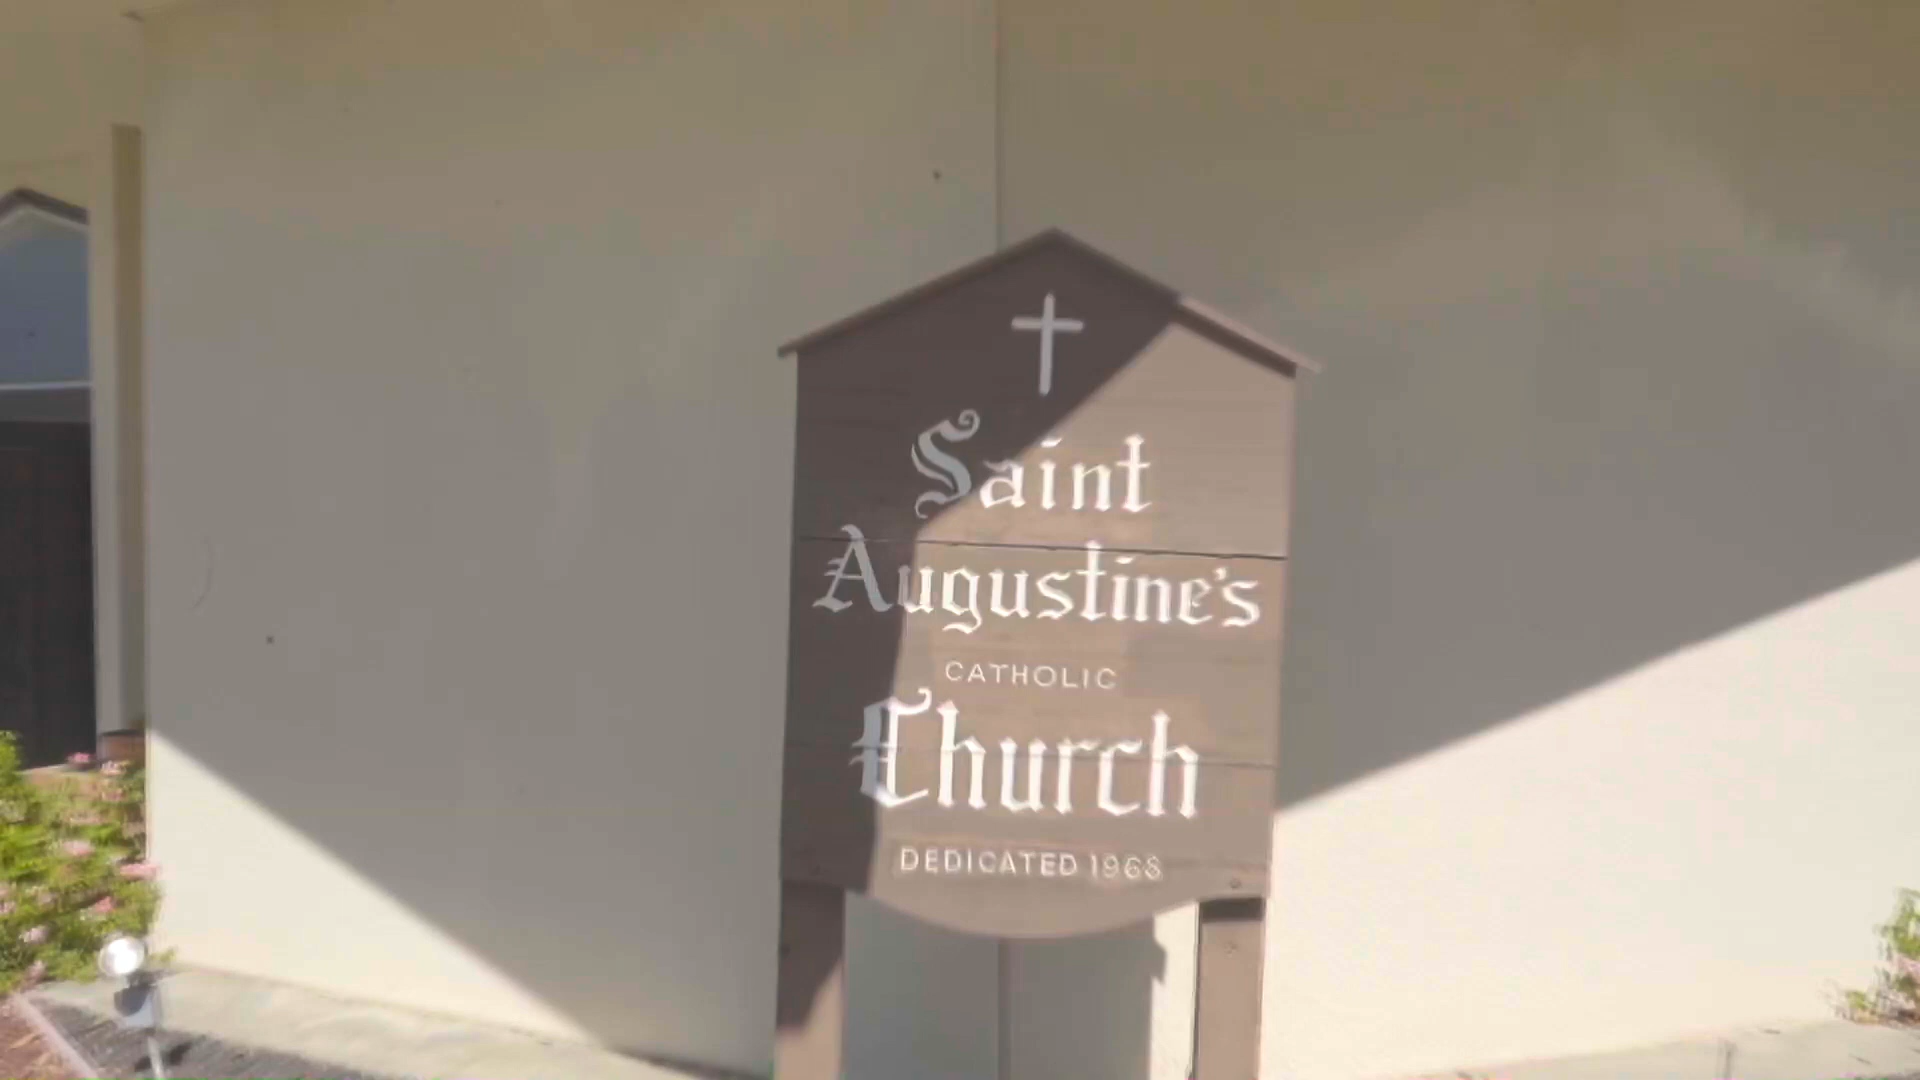 Saint
Augustine's
CATHOLIC
Church
DEDICATED 1968